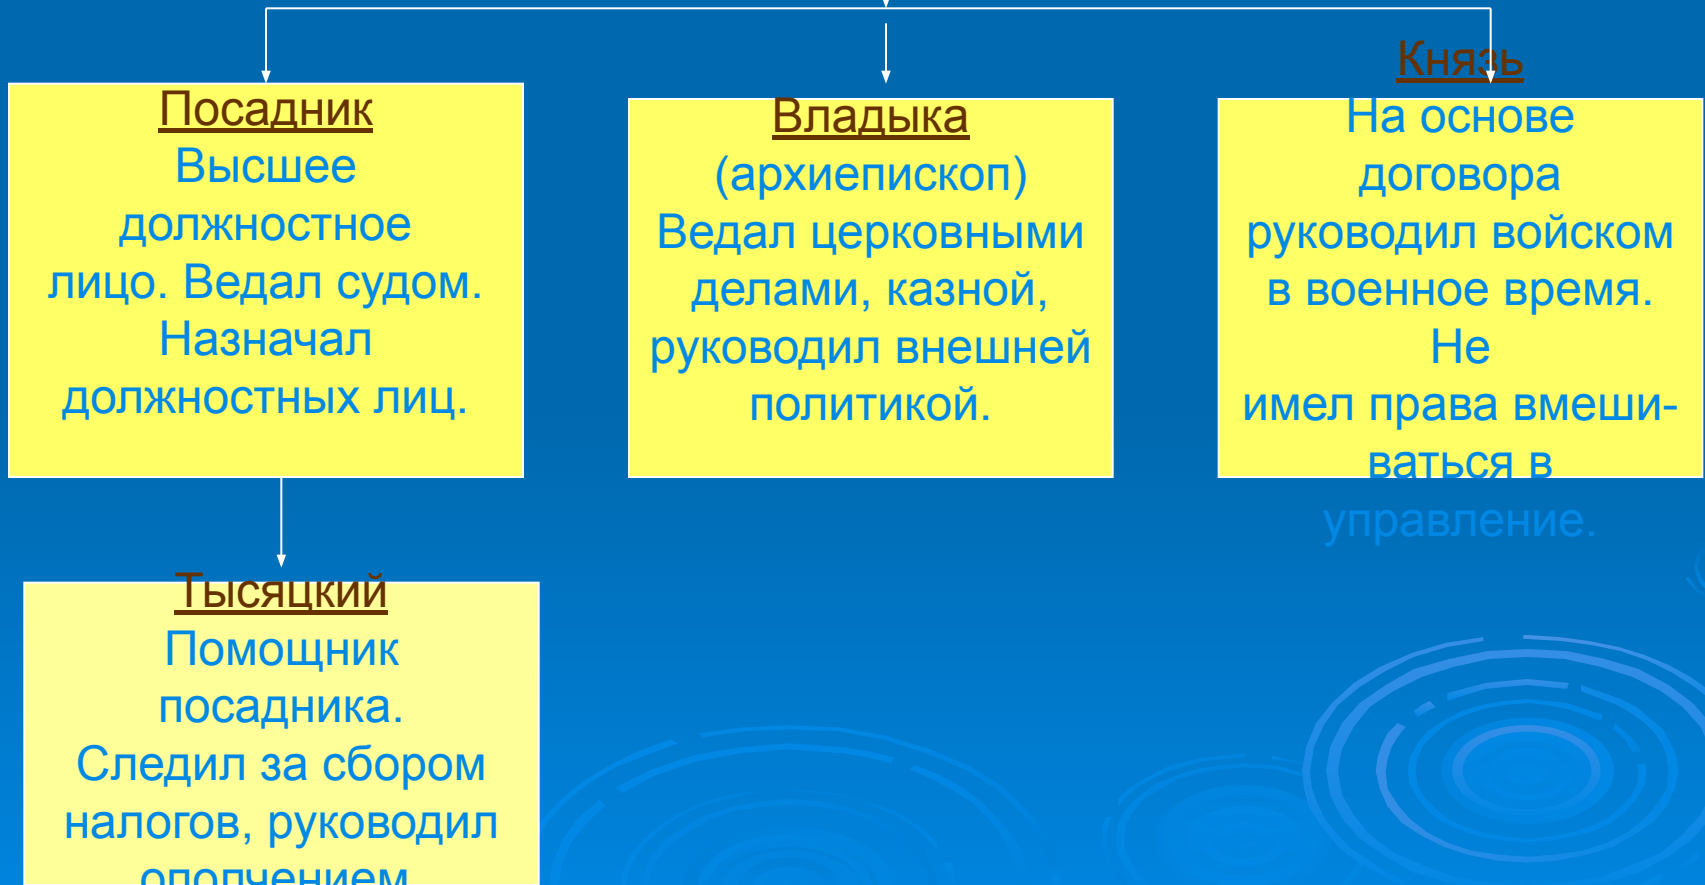 Посадник
Высшее
должностное
лицо. Ведал судом.
Назначал
должностных лиц.
Владыка
(архиепископ)
Ведал церковными
делами, казной,
руководил внешней
политикой.
Князь
На основе
договора
руководил войском
в военное время.
Не
имел права вмеши-
ваться в
управление.
Тысяцкий
Помощник
посадника.
Следил за сбором
налогов, руководил
ополчением